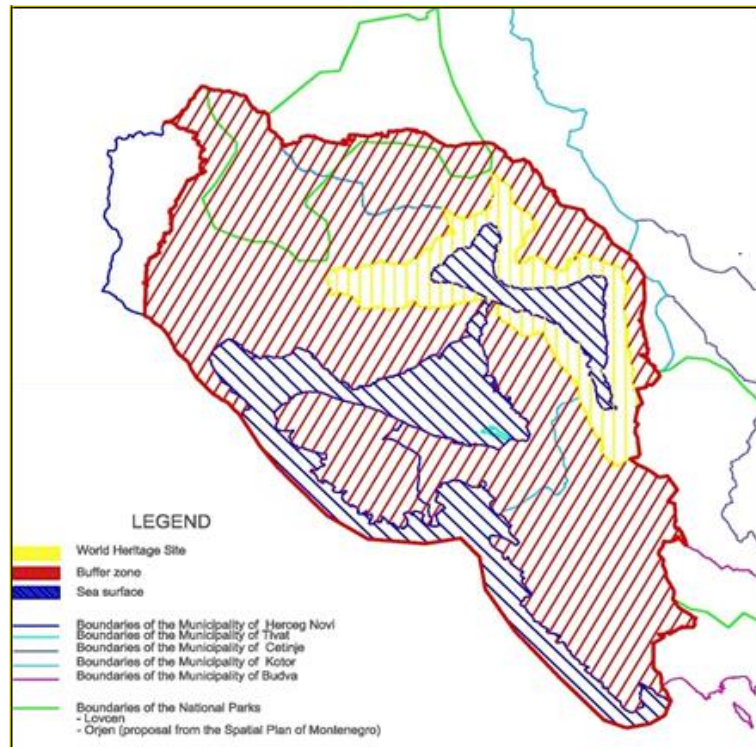 LEGEND
World Heritage Site
Buffer zone
Sea surface
Boundaries of the Municipality of Herceg Novi
Boundaries of the Municipality of Tivat
Boundaries of the Municipality of Cetinje
Boundaries of the Municipality of Kotor
Boundaries of the Municipality of Budva
Boundaries of the National Parks
- Lovcen
- Orjen (proposal from the Spatial Plan of Montenegro)